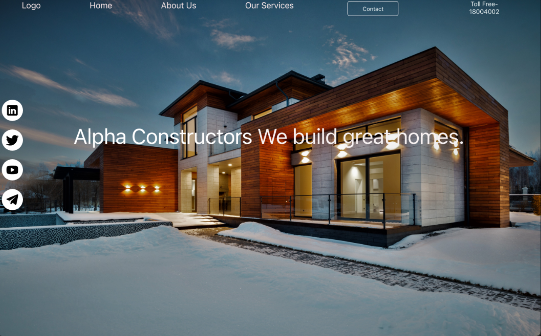 Logo
Home
About Us
Our Services
Contact
Toll Free-
18004002
Alpha Constructors We build great homes.